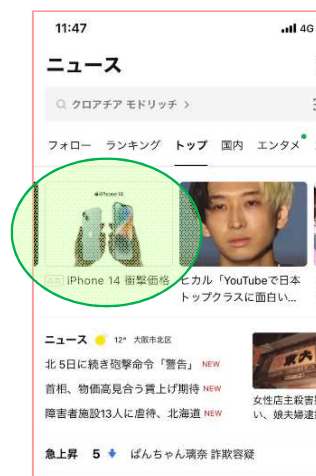 11:47
4G
ニュース
クロアチア モドリッチ >
フォロー ランキング トップ 国内 エンタメ
iPhone 14
iPhone 14 衝撃価格
ヒカル「YouTubeで日本
トップクラスに面白い...
ニュース 12° 大阪市北区
北 5日に続き砲撃命令「警告」 NEW
首相、物価高見合う賃上げ期待 NEW
障害者施設13人に虐待、北海道 NEW
女性店主殺害
い、娘夫婦逮
急上昇 5 ばんちゃん璃奈 詐欺容疑